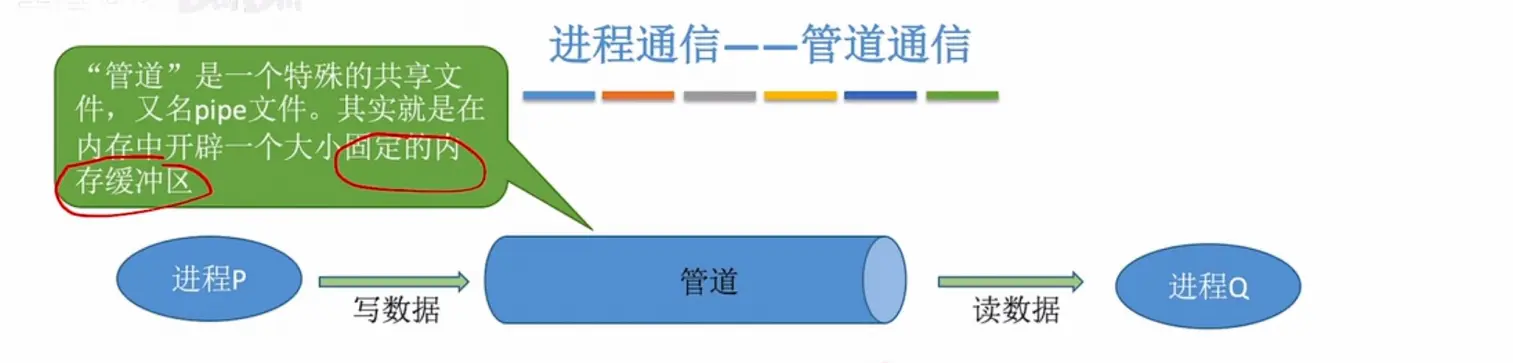 进程通信——管道通信
“管道”是一个特殊的共享文
件，又名pipe文件。其实就是在
内存中开辟一个大小固定的内
存缓冲区
进程P
写数据
管道
读数据
进程Q